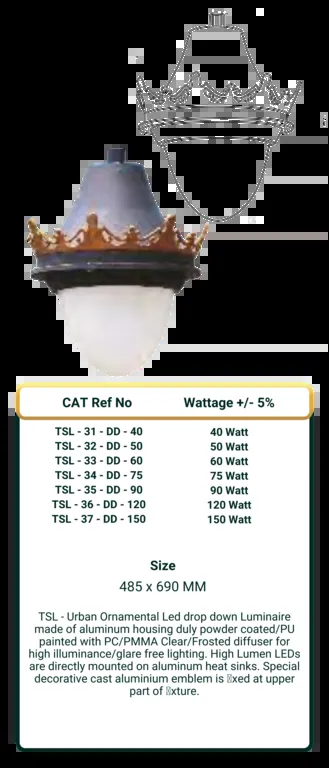 CAT Ref No Wattage +/- 5%
TSL - 31 - DD - 40 40 Watt
TSL - 32 - DD - 50 50 Watt
TSL - 33 - DD - 60 60 Watt
TSL - 34 - DD - 75 75 Watt
TSL - 35 - DD - 90 90 Watt
TSL - 36 - DD - 120 120 Watt
TSL - 37 - DD - 150 150 Watt
Size
485 x 690 MM
TSL - Urban Ornamental Led drop down Luminaire
made of aluminum housing duly powder coated/PU
painted with PC/PMMA Clear/Frosted diffuser for
high illuminance/glare free lighting. High Lumen LEDs
are directly mounted on aluminum heat sinks. Special
decorative cast aluminium emblem is ▯xed at upper
part of ▯xture.